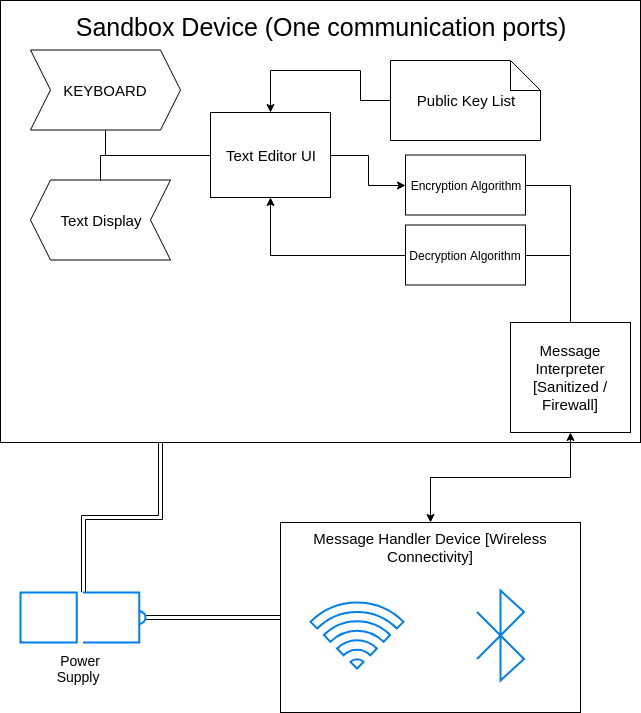 Sandbox Device (One communication ports)
KEYBOARD
Public Key List
Text Editor UI
Encryption Algorithm
Text Display
Decryption Algorithm
Message
Interpreter
[Sanitized /
Firewall]
Message Handler Device [Wireless
Connectivity]
Power
Supply